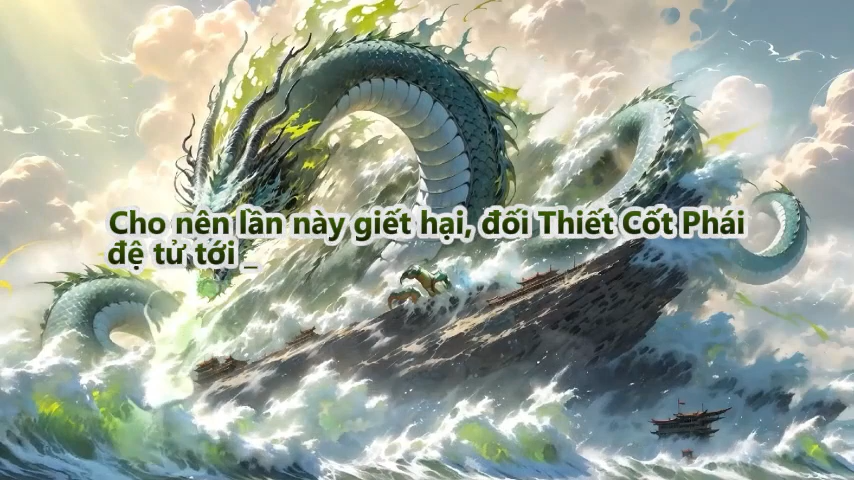 Cho nên lần này giết hại, đối Thiết Cốt Phái
đệ tử tới _